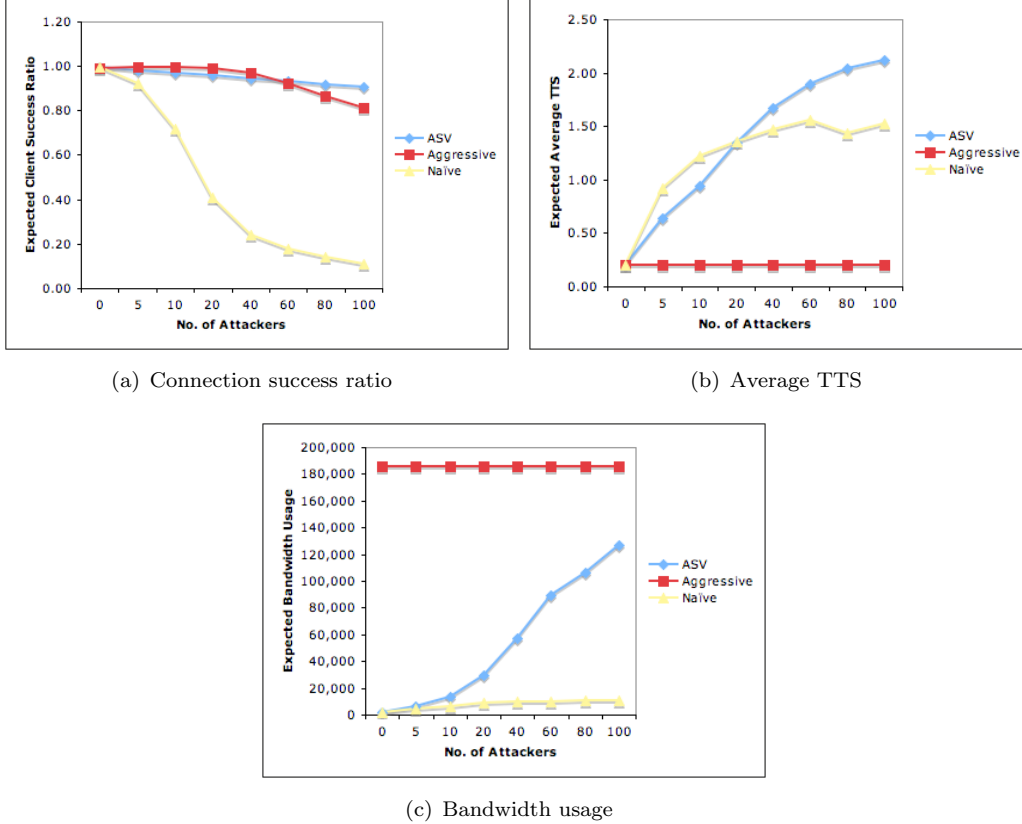 1.20
1.00
0.80
0.60
0.40
0.20
0.00
Expected Client Success Ratio
0 5 10 20 40 60 80 100
No. of Attackers
ASV
Aggressive
Naïve
(a) Connection success ratio
2.50
2.00
1.50
1.00
0.50
0.00
Expected Average TTS
0 5 10 20 40 60 80 100
No. of Attackers
ASV
Aggressive
Naïve
(b) Average TTS
200,000
180,000
160,000
140,000
120,000
100,000
80,000
60,000
40,000
20,000
0
Expected Bandwidth Usage
0 5 10 20 40 60 80 100
No. of Attackers
ASV
Aggressive
Naïve
(c) Bandwidth usage